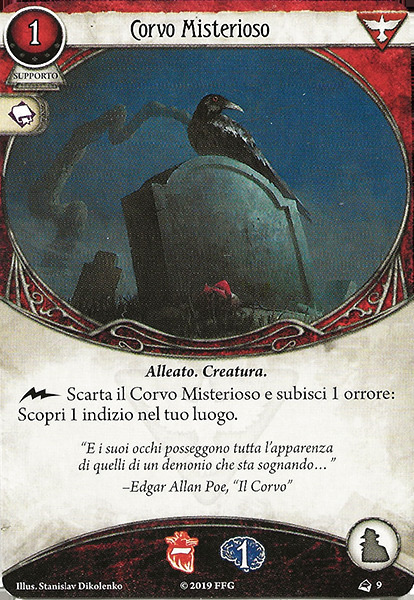 1
Corvo Misterioso
SUPPORTO
Alleato. Creatura.
Scarta il Corvo Misterioso e subisci 1 orrore:
Scopri 1 indizio nel tuo luogo.
“E i suoi occhi posseggono tutta l’apparenza
di quelli di un demonio che sta sognando…”
–Edgar Allan Poe, “Il Corvo”
1
Illus. Stanislav Dikolenko
©2019 FFG
9